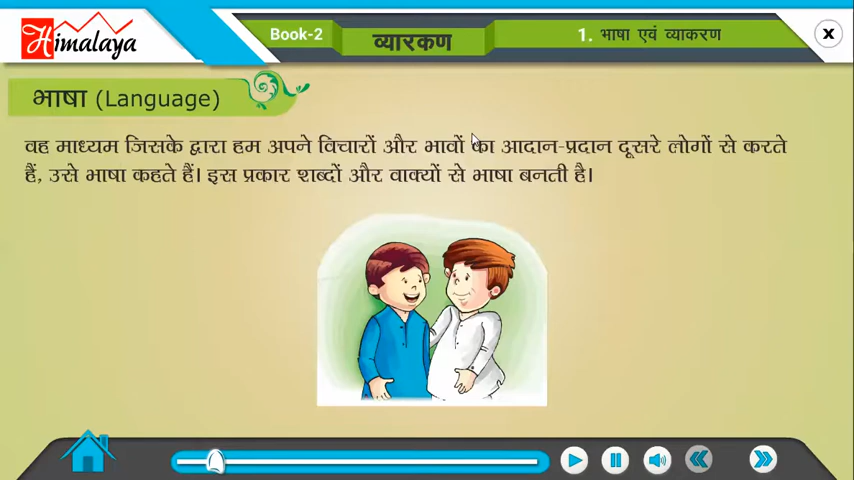 Himalaya
Book-2
व्यारकण
1. भाषा एवं व्याकरण
X
भाषा (Language)
वह माध्यम जिसके द्वारा हम अपने विचारों और भावों का आदान-प्रदान दूसरे लोगों से करते
हैं, उसे भाषा कहते हैं। इस प्रकार शब्दों और वाक्यों से भाषा बनती है।